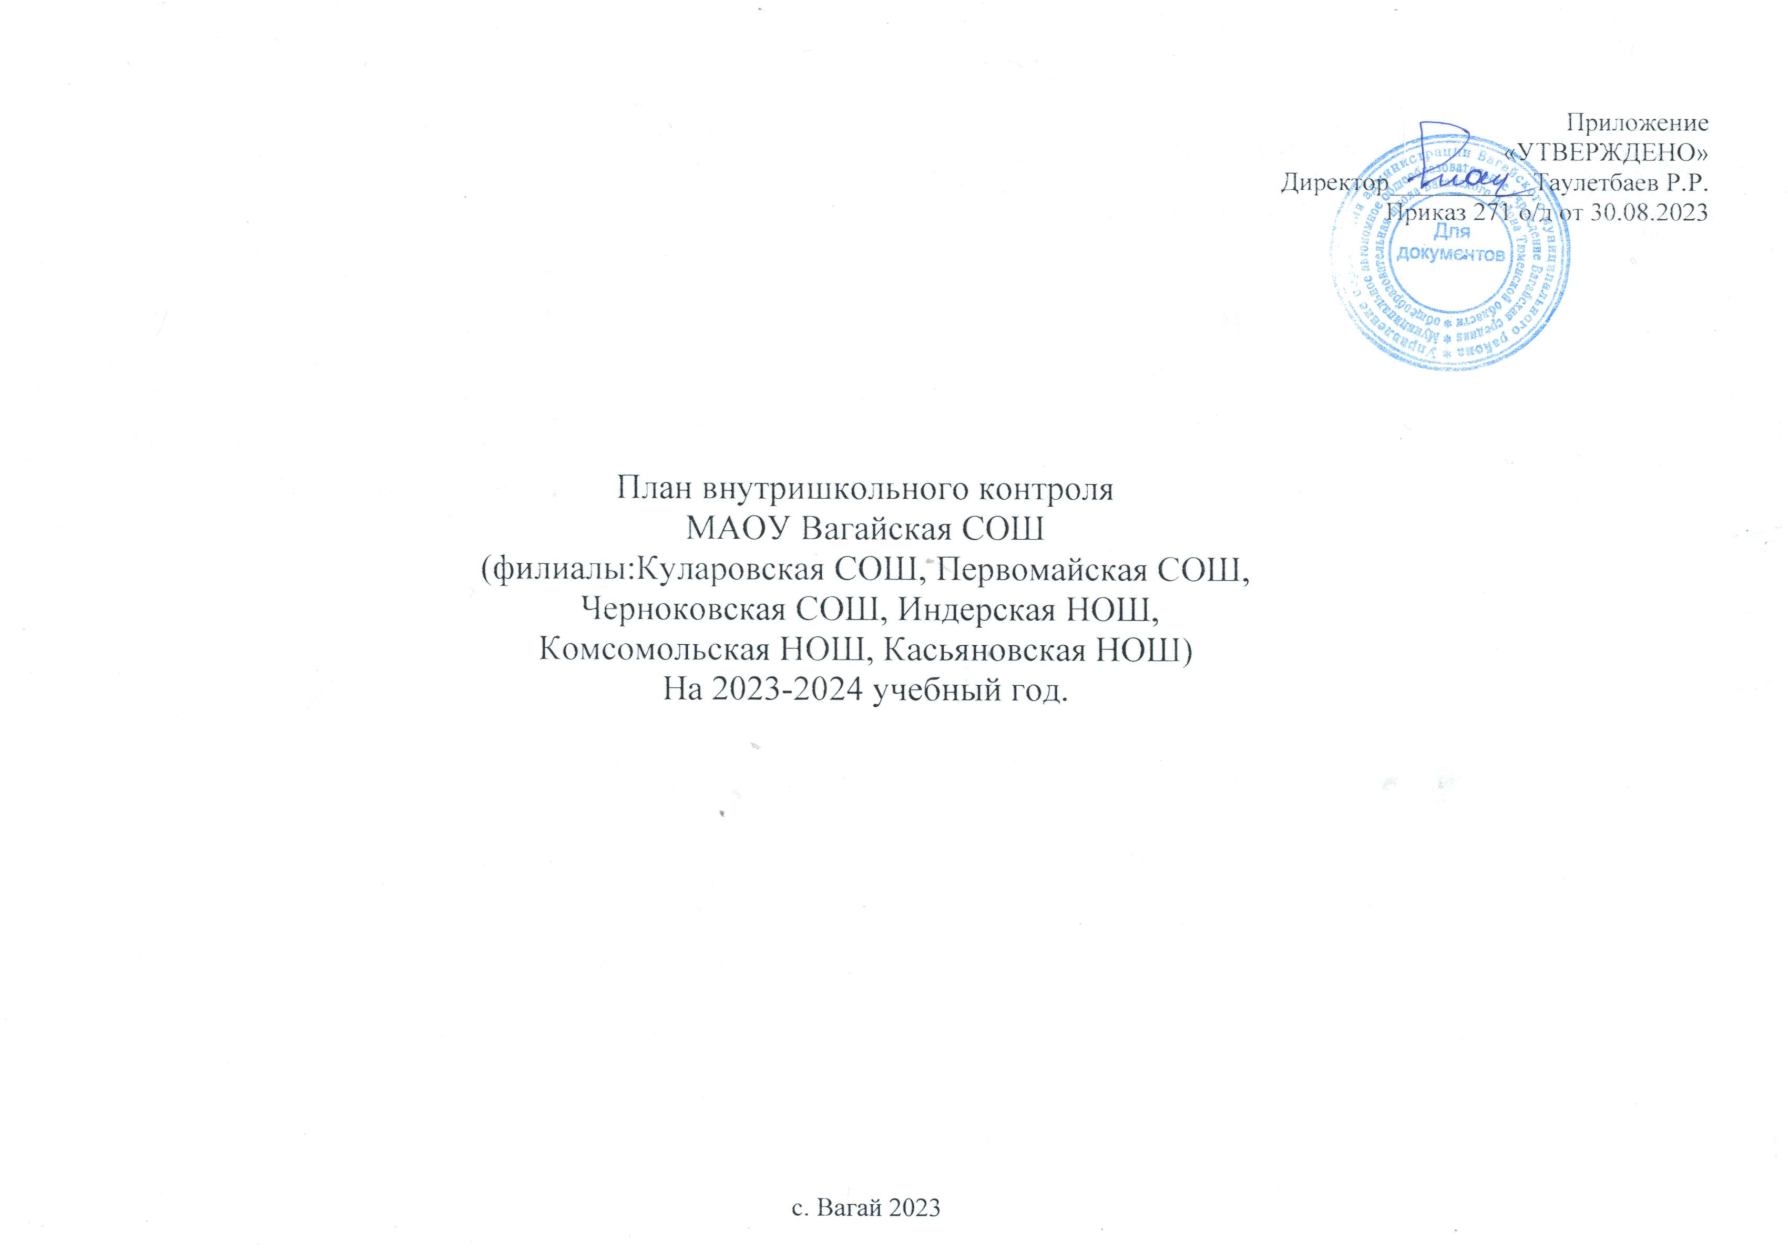 Приложение
«УТВЕРЖДЕНО»
Директор Таулетбаев Р.Р.
Приказ 271 о/д от 30.08.2023
Для
документов
План внутришкольного контроля
МАОУ Вагайская СОШ
(филиалы:Куларовская СОШ, Первомайская СОШ,
Черноковская СОШ, Индерская НОШ,
Комсомольская НОШ, Касьяновская НОШ)
На 2023-2024 учебный год.
с. Вагай 2023